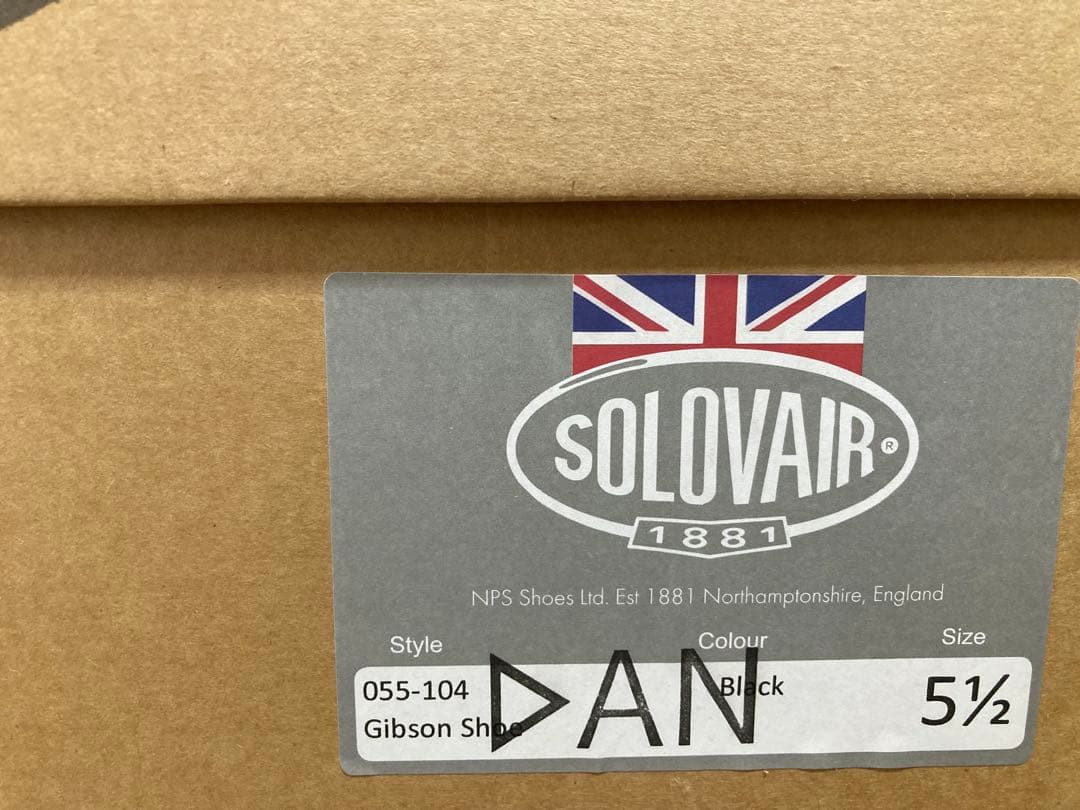 SOLOVAIR®
1881
NPS Shoes Ltd. Est 1881 Northamptonshire, England
Style Colour Size
055-104 Black 5½
Gibson Shoe
DAN